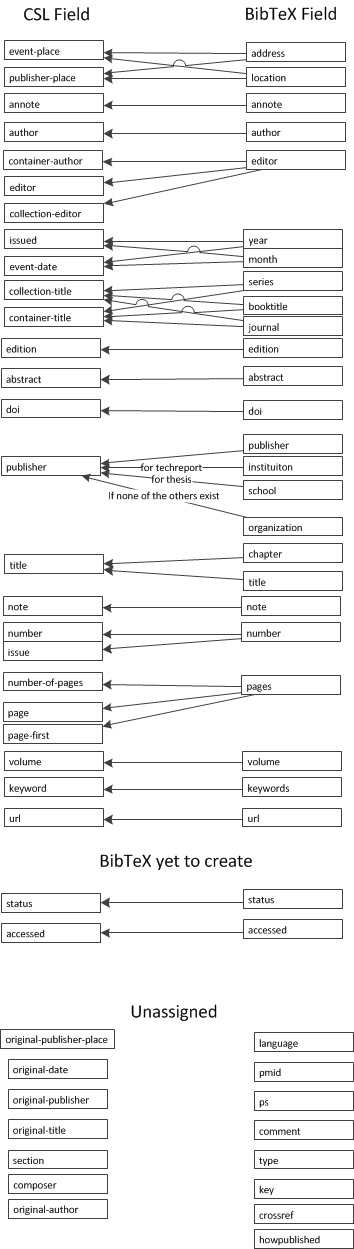 CSL Field BibTeX Field
event-place address
publisher-place location
annote annote
author author
container-author editor
editor
collection-editor
issued year
event-date month
collection-title series
container-title booktitle
journal
edition edition
abstract abstract
doi doi
publisher
publisher for techreport instituiton
for thesis school
If none of the others exist
organization
title chapter
title
note note
number number
issue
number-of-pages pages
page
page-first
volume volume
keyword keywords
url url
BibTeX yet to create
status status
accessed accessed
Unassigned
original-publisher-place language
original-date pmid
original-publisher ps
original-title comment
section type
composer key
original-author crossref
howpublished